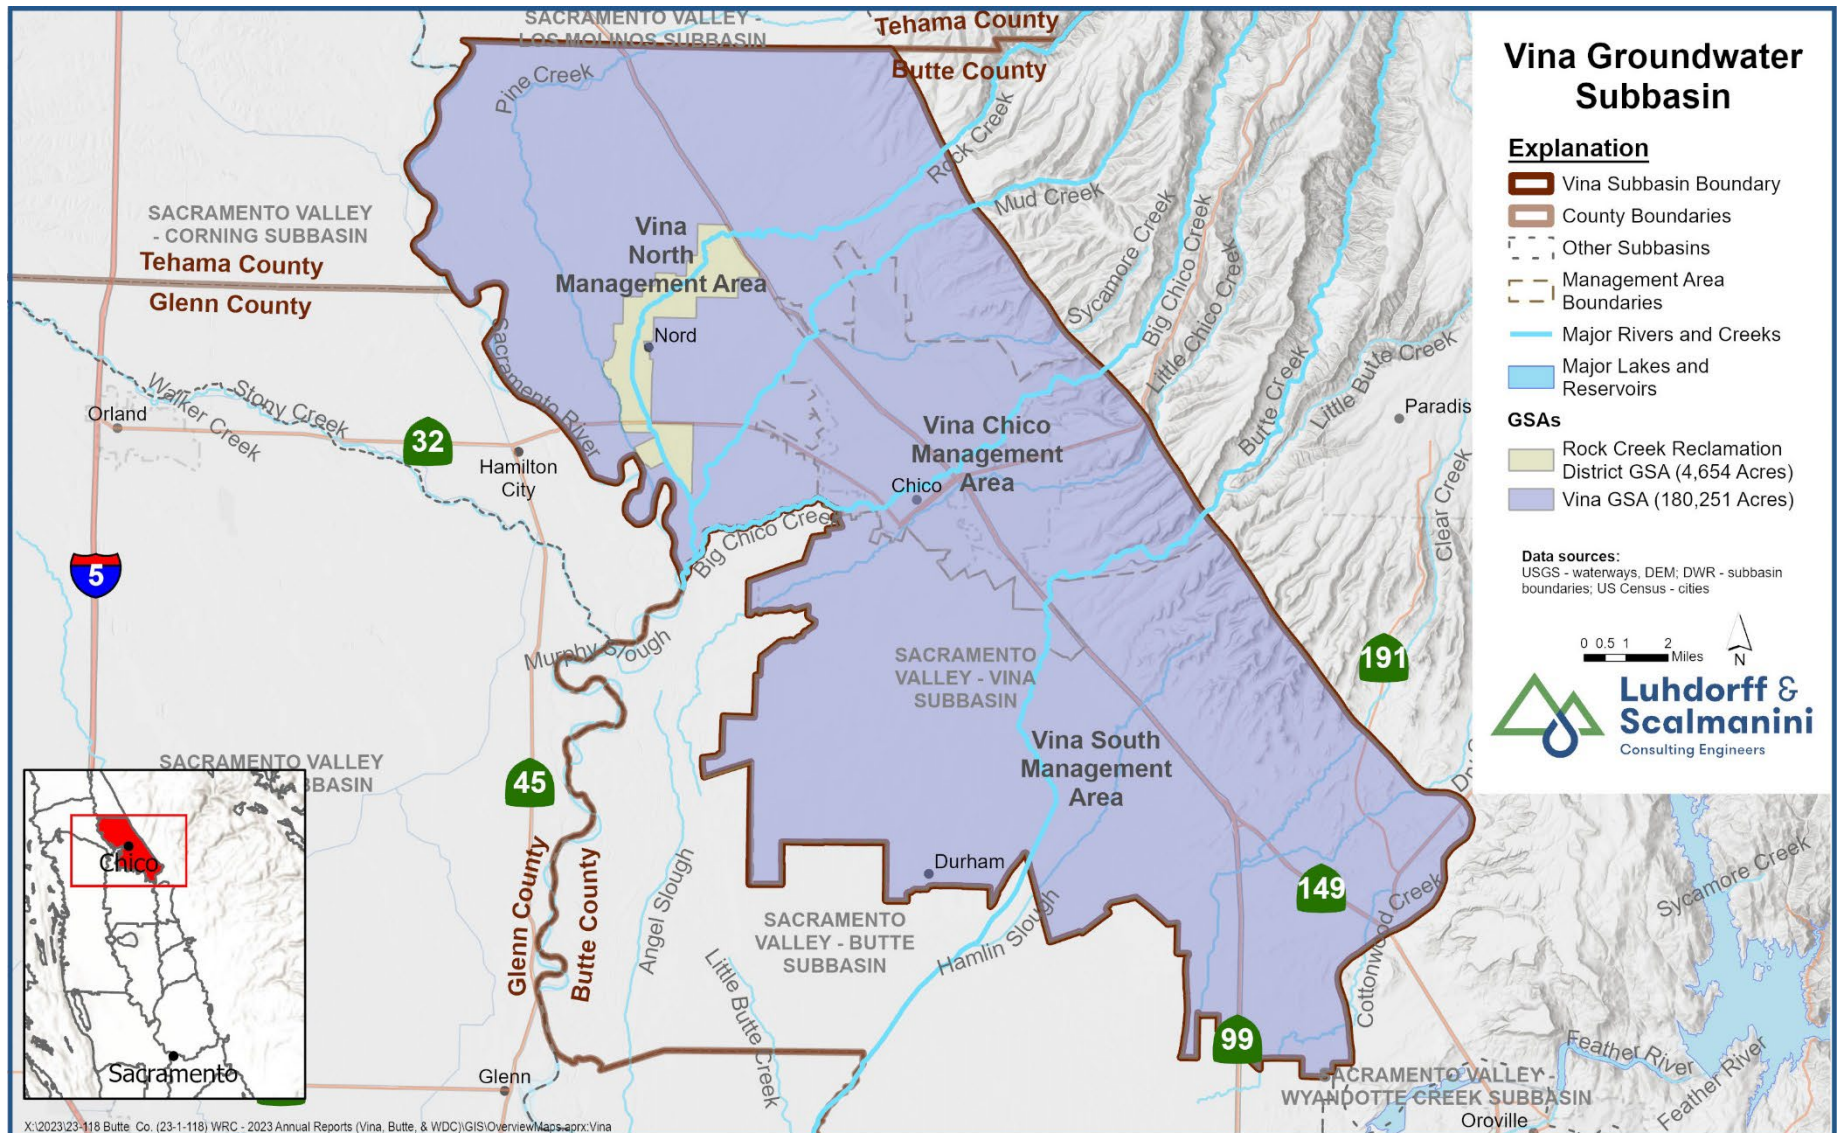 SACRAMENTO VALLEY -
LOS MOLINOS SUBBASIN
Tehama County
Butte County
Pine Creek
Rock Creek
Mud Creek
Sycamore Creek
Big Chico Creek
Little Chico Creek
Butte Creek
Little Butte Creek
SACRAMENTO VALLEY
- CORNING SUBBASIN
Tehama County
Glenn County
Vina
North
Management Area
Nord
Sacramento River
Orland
Walker Creek
Stony Creek
32
Hamilton
City
Vina Chico
Management
Area
Chico
Big Chico Creek
Paradis
Clear Creek
5
Murphy Slough
SACRAMENTO
VALLEY - VINA
SUBBASIN
191
Vina South
Management
Area
SACRAMENTO VALLEY
BBASIN
45
Glenn County
Butte County
Angel Slough
Little Butte Creek
Durham
SACRAMENTO
VALLEY - BUTTE
SUBBASIN
Hamlin Slough
149
99
Cottonwood Creek
Sycamore Creek
Feather River
Feather River
SACRAMENTO VALLEY -
WYANDOTTE CREEK SUBBASIN
Oroville
Glenn
Chico
Sacramento
X:\2023\23-118 Butte_Co. (23-1-118) WRC - 2023 Annual Reports (Vina, Butte, & WDC)\GIS\OverviewMaps.aprx:Vina
Vina Groundwater
Subbasin
Explanation
Vina Subbasin Boundary
County Boundaries
Other Subbasins
Management Area
Boundaries
Major Rivers and Creeks
Major Lakes and
Reservoirs
GSAs
Rock Creek Reclamation
District GSA (4,654 Acres)
Vina GSA (180,251 Acres)
Data sources:
USGS - waterways, DEM; DWR - subbasin
boundaries; US Census - cities
0 0.5 1 2
Miles
N
Luhdorff &
Scalmanini
Consulting Engineers